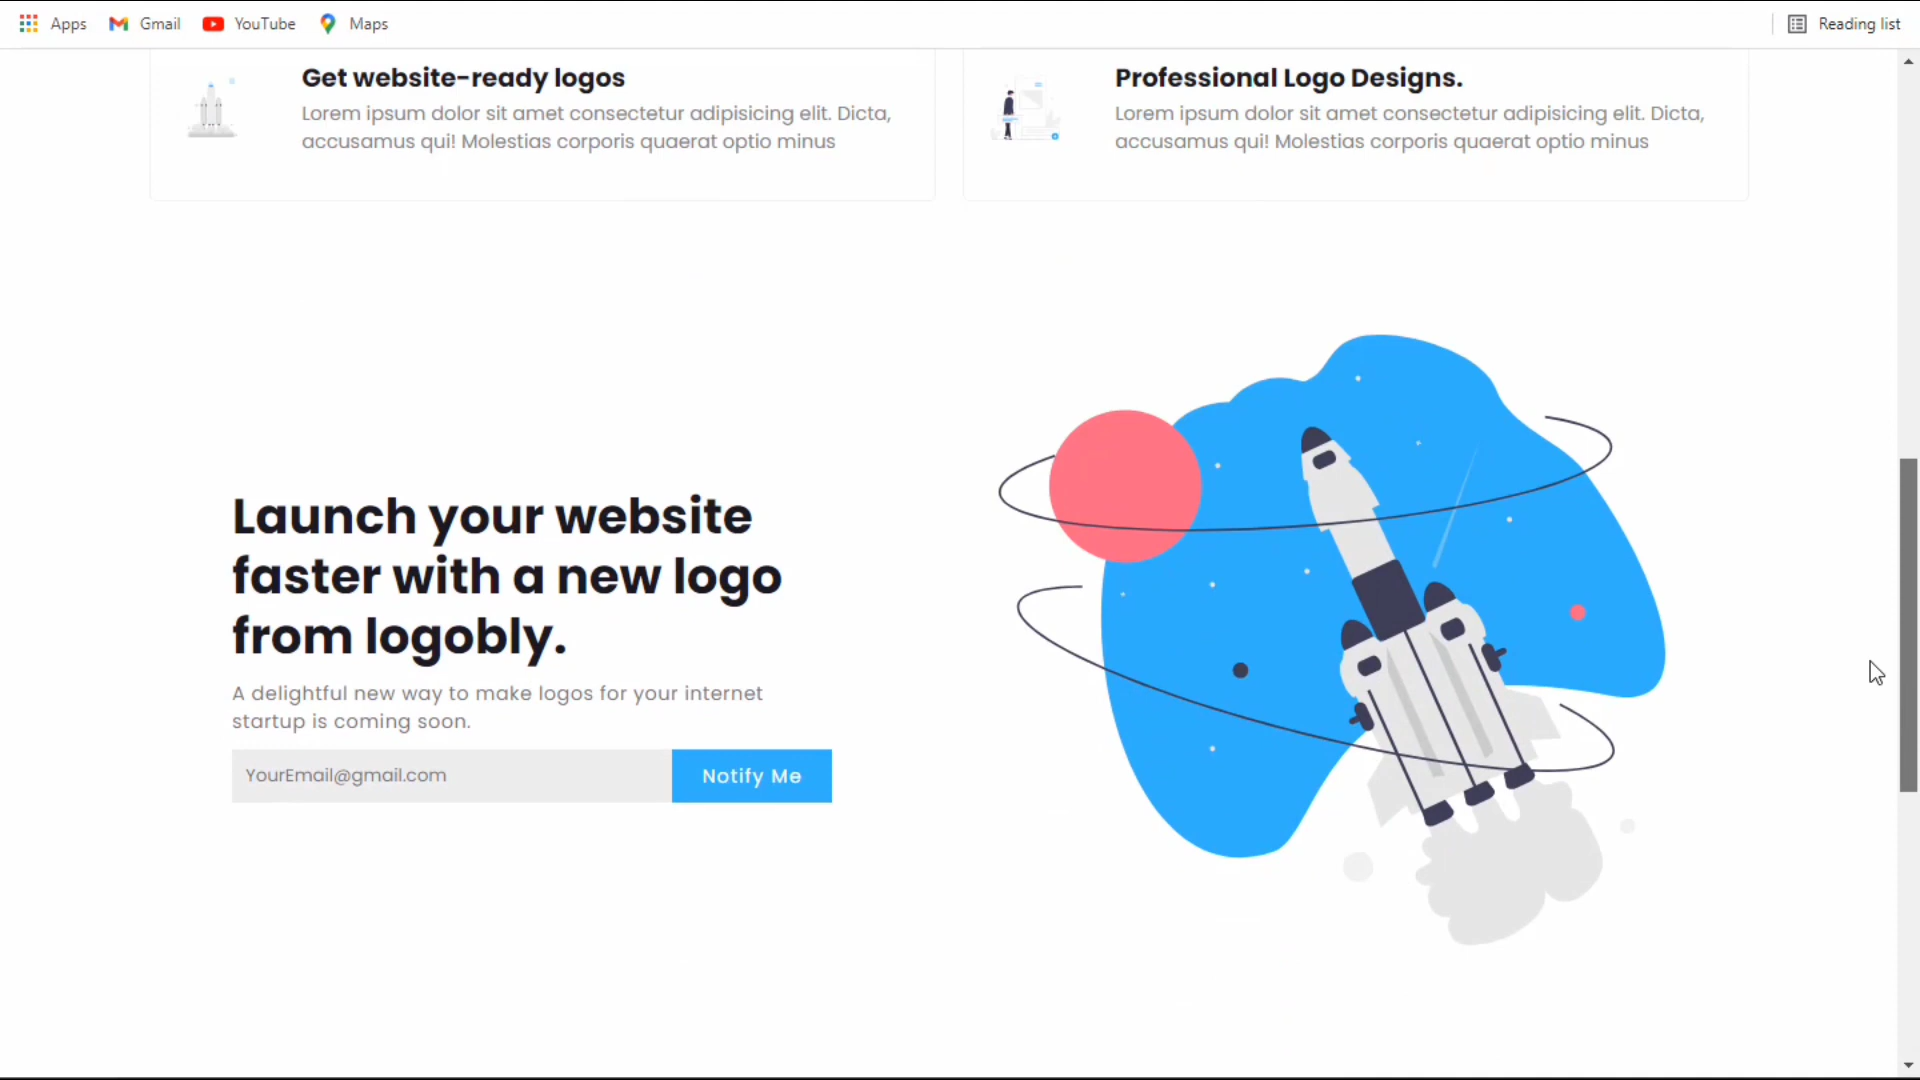 Apps Gmail YouTube Maps Reading list
Get website-ready logos
Lorem ipsum dolor sit amet consectetur adipisicing elit. Dicta,
accusamus qui! Molestias corporis quaerat optio minus
Professional Logo Designs.
Lorem ipsum dolor sit amet consectetur adipisicing elit. Dicta,
accusamus qui! Molestias corporis quaerat optio minus
Launch your website
faster with a new logo
from logobly.
A delightful new way to make logos for your internet
startup is coming soon.
YourEmail@gmail.com Notify Me